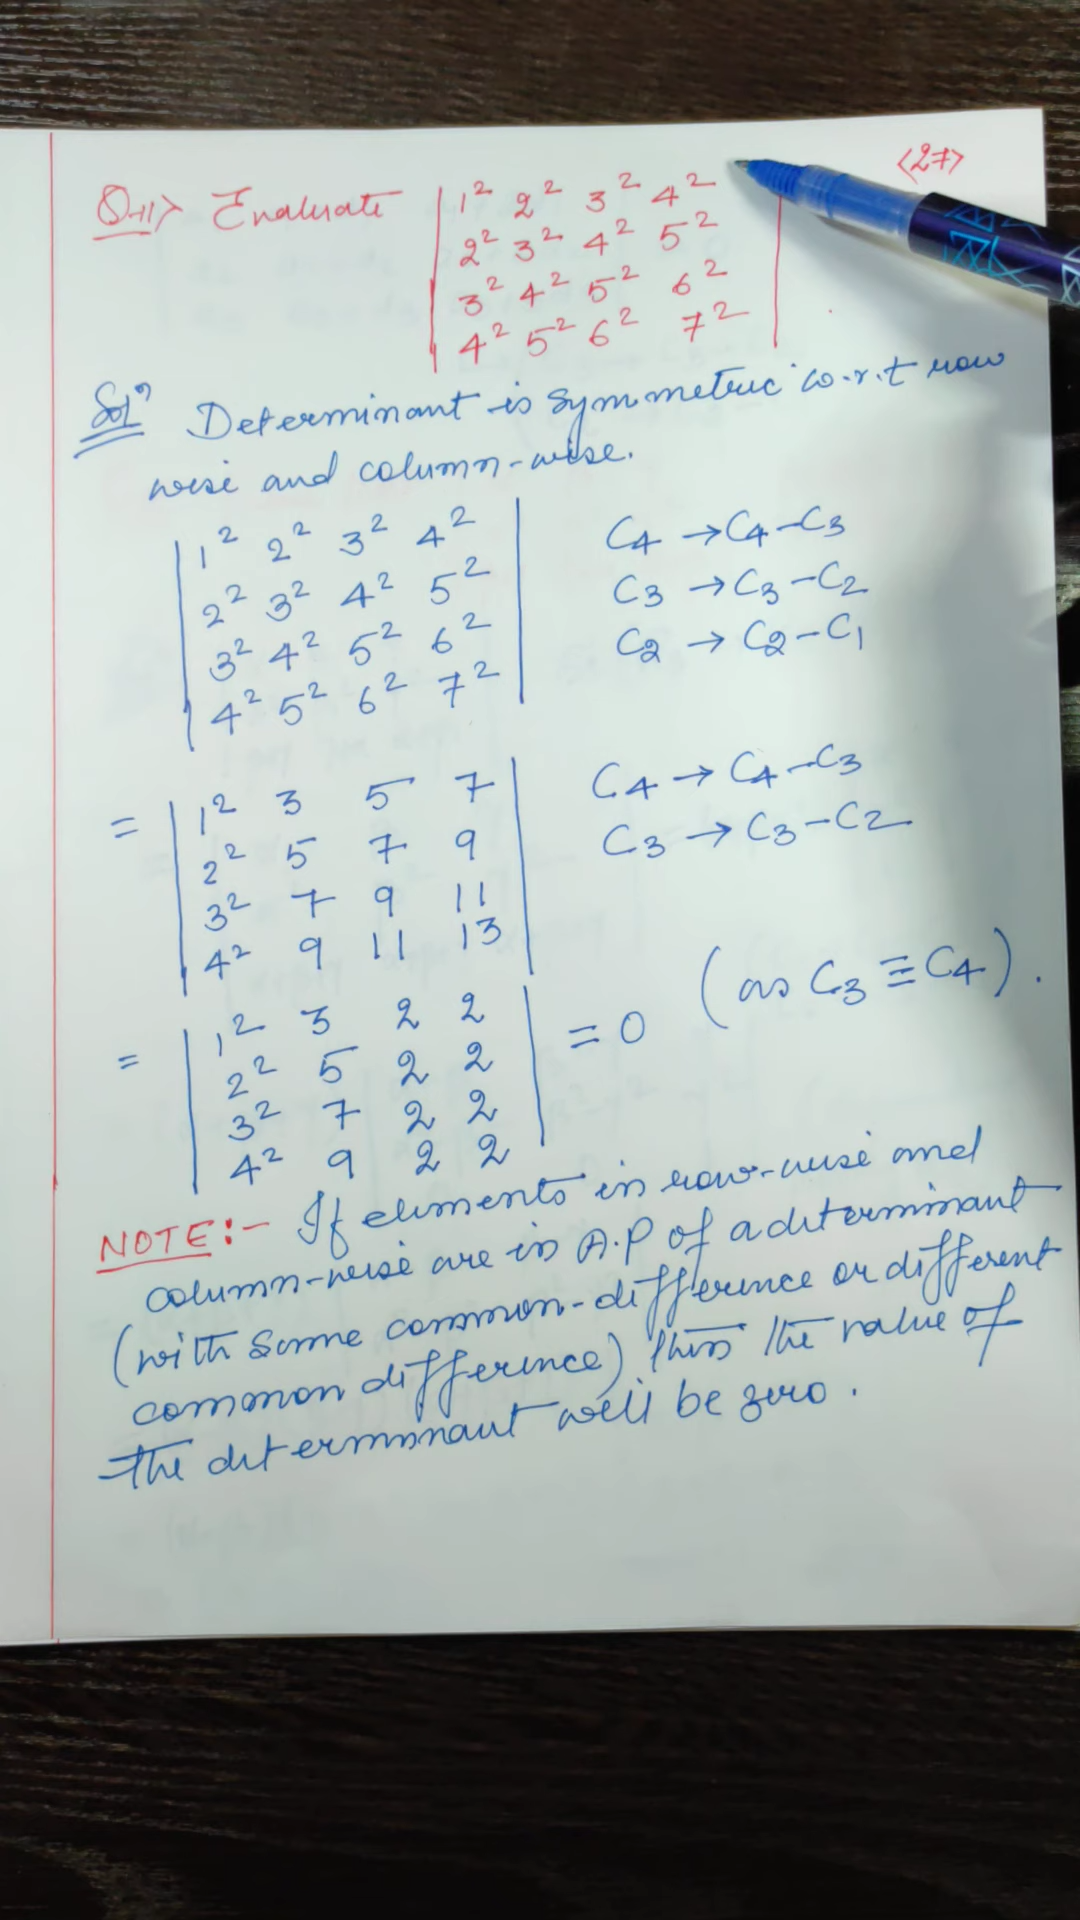 <27>
Q.11> Evaluate | 1² 2² 3² 4² |
| 2² 3² 4² 5² |
| 3² 4² 5² 6² |
| 4² 5² 6² 7² |
Solⁿ Determinant is symmetric w.r.t row
wise and column-wise.
| 1² 2² 3² 4² | C₄ → C₄-C₃
| 2² 3² 4² 5² | C₃ → C₃-C₂
| 3² 4² 5² 6² | C₂ → C₂-C₁
| 4² 5² 6² 7² |
= | 1² 3 5 7 | C₄ → C₄-C₃
| 2² 5 7 9 | C₃ → C₃-C₂
| 3² 7 9 11 |
| 4² 9 11 13 |
= | 1² 3 2 2 | = 0 (as C₃ ≡ C₄).
| 2² 5 2 2 |
| 3² 7 2 2 |
| 4² 9 2 2 |
NOTE:- If elements in row-wise and
column-wise are in A.P of a determinant
(with same common-difference or different
common difference) then the value of
the determinant will be zero.